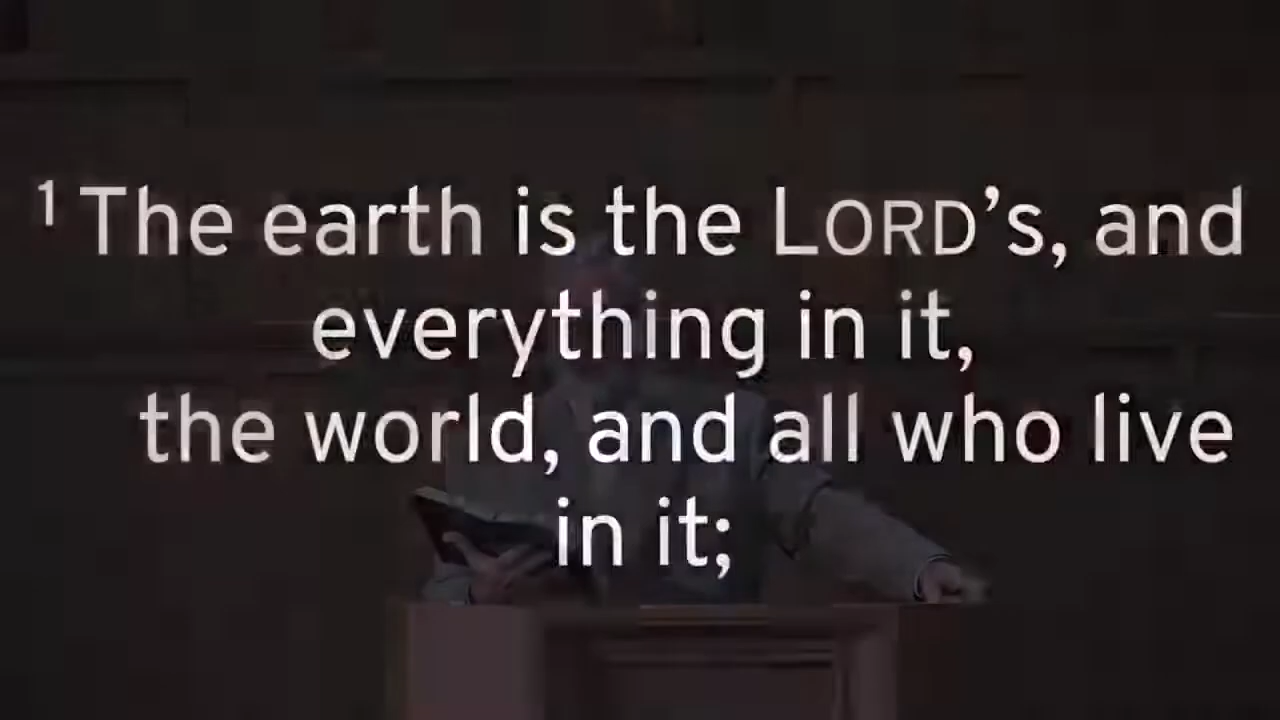 ¹ The earth is the LORD’s, and
everything in it,
the world, and all who live
in it;